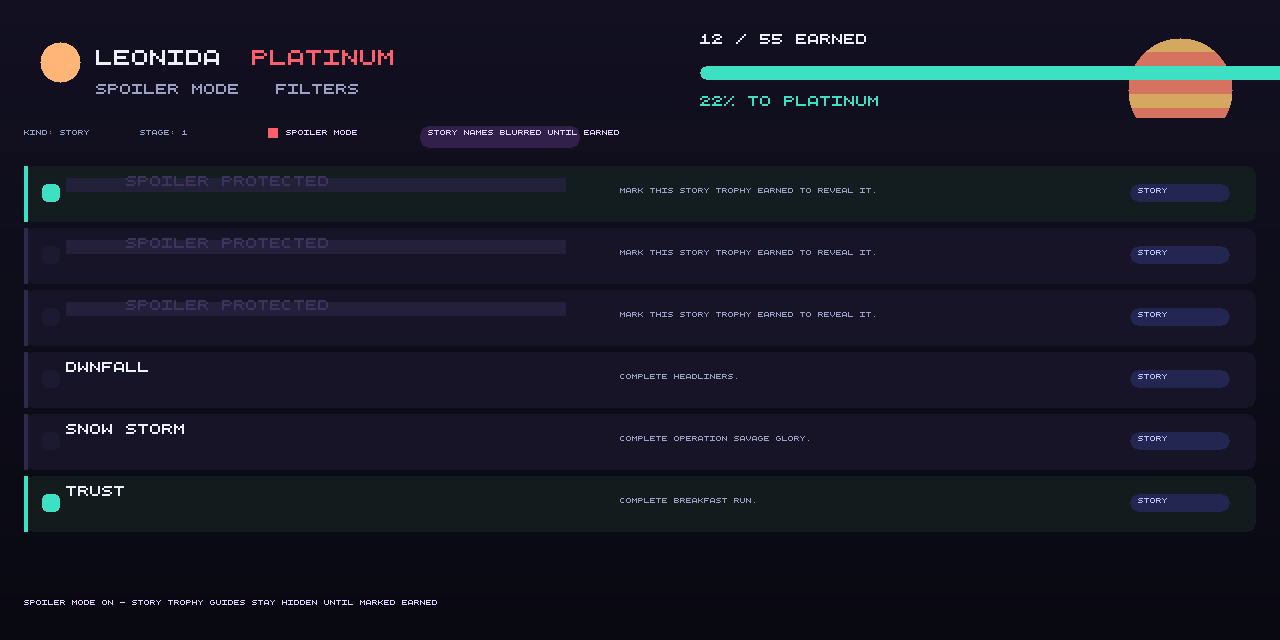 LEONIDA PLATINUM
SPOILER MODE FILTERS
12 / 55 EARNED
22% TO PLATINUM
KIND: STORY STAGE: 1 SPOILER MODE STORY NAMES BLURRED UNTIL EARNED
SPOILER PROTECTED MARK THIS STORY TROPHY EARNED TO REVEAL IT. STORY
SPOILER PROTECTED MARK THIS STORY TROPHY EARNED TO REVEAL IT. STORY
SPOILER PROTECTED MARK THIS STORY TROPHY EARNED TO REVEAL IT. STORY
DWNFALL COMPLETE HEADLINERS. STORY
SNOW STORM COMPLETE OPERATION SAVAGE GLORY. STORY
TRUST COMPLETE BREAKFAST RUN. STORY
SPOILER MODE ON — STORY TROPHY GUIDES STAY HIDDEN UNTIL MARKED EARNED